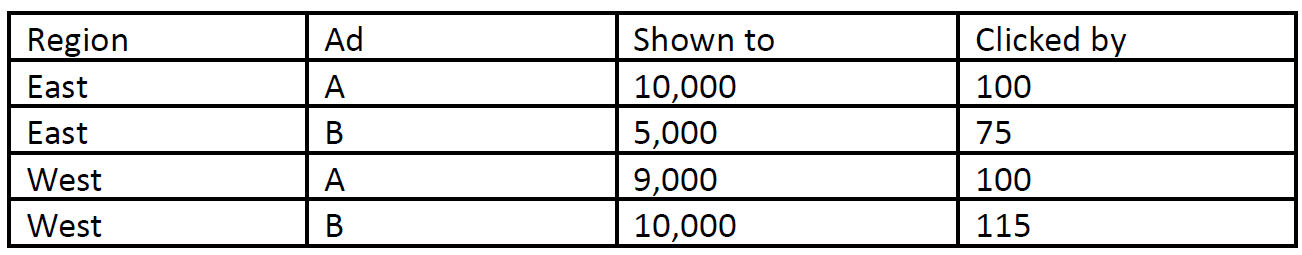 Region Ad Shown to Clicked by
East A 10,000 100
East B 5,000 75
West A 9,000 100
West B 10,000 115